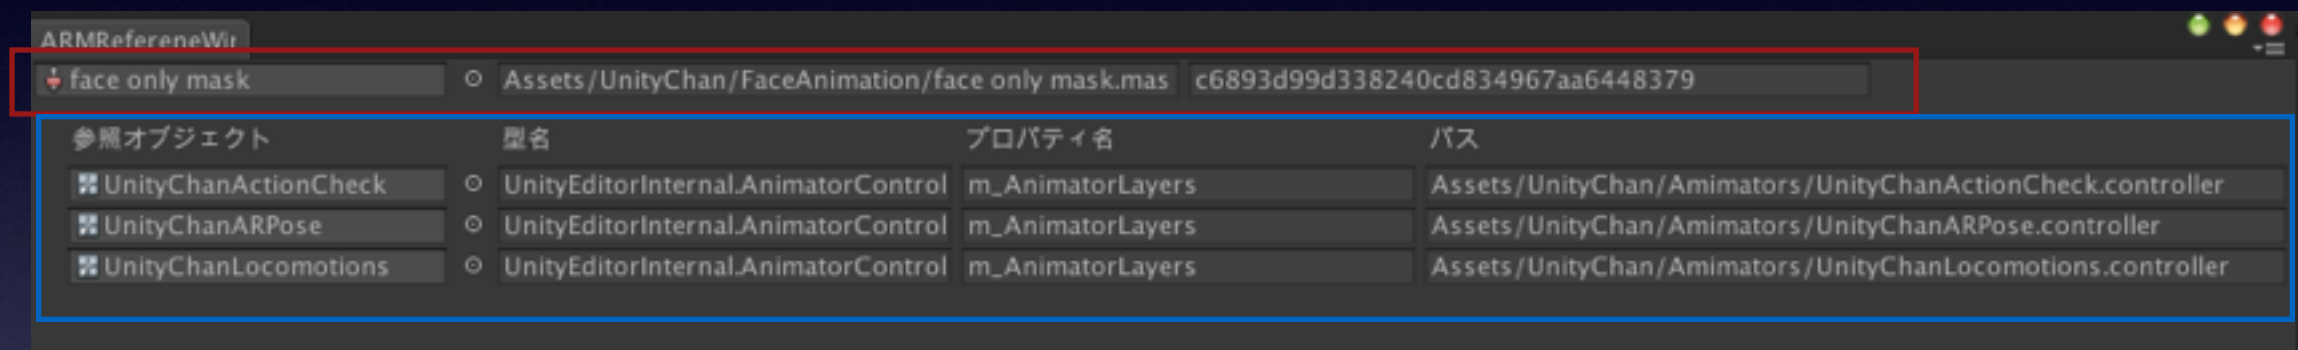 ARMRefereneWi
face only mask Assets/UnityChan/FaceAnimation/face only mask.mas c6893d99d338240cd834967aa6448379
参照オブジェクト 型名 プロパティ名 パス
UnityChanActionCheck UnityEditorInternal.AnimatorControl m_AnimatorLayers Assets/UnityChan/Amimators/UnityChanActionCheck.controller
UnityChanARPose UnityEditorInternal.AnimatorControl m_AnimatorLayers Assets/UnityChan/Amimators/UnityChanARPose.controller
UnityChanLocomotions UnityEditorInternal.AnimatorControl m_AnimatorLayers Assets/UnityChan/Amimators/UnityChanLocomotions.controller